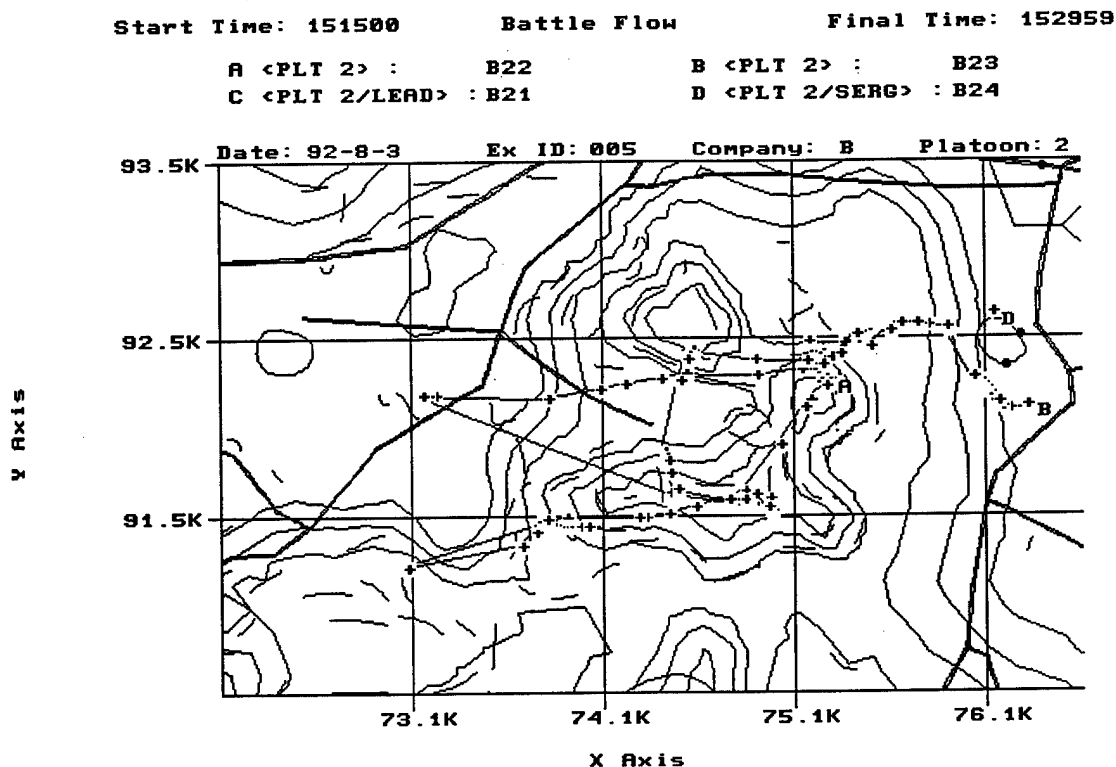 Start Time: 151500 Battle Flow Final Time: 152959
A <PLT 2> : B22 B <PLT 2> : B23
C <PLT 2/LEAD> : B21 D <PLT 2/SERG> : B24
Date: 92-8-3 Ex ID: 005 Company: B Platoon: 2
93.5K
D
92.5K
A
B
Y Axis
91.5K
73.1K 74.1K 75.1K 76.1K
X Axis